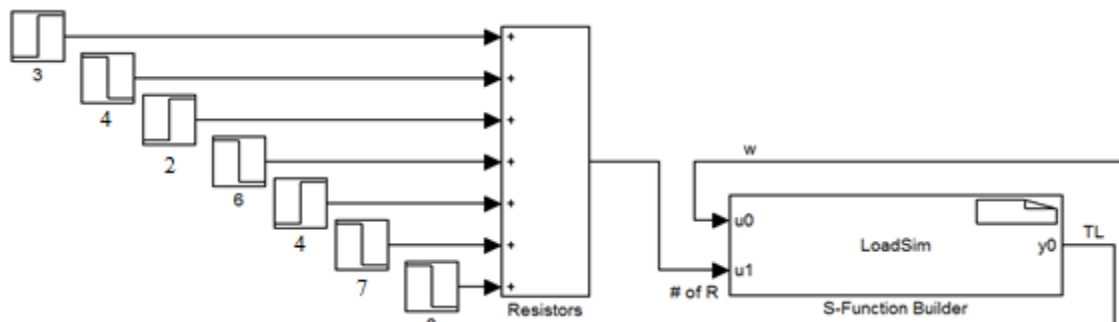 3
4
2
6
4
7
+
+
+
+
+
+
+
Resistors
w
u0
u1
# of R
LoadSim
y0
TL
S-Function Builder